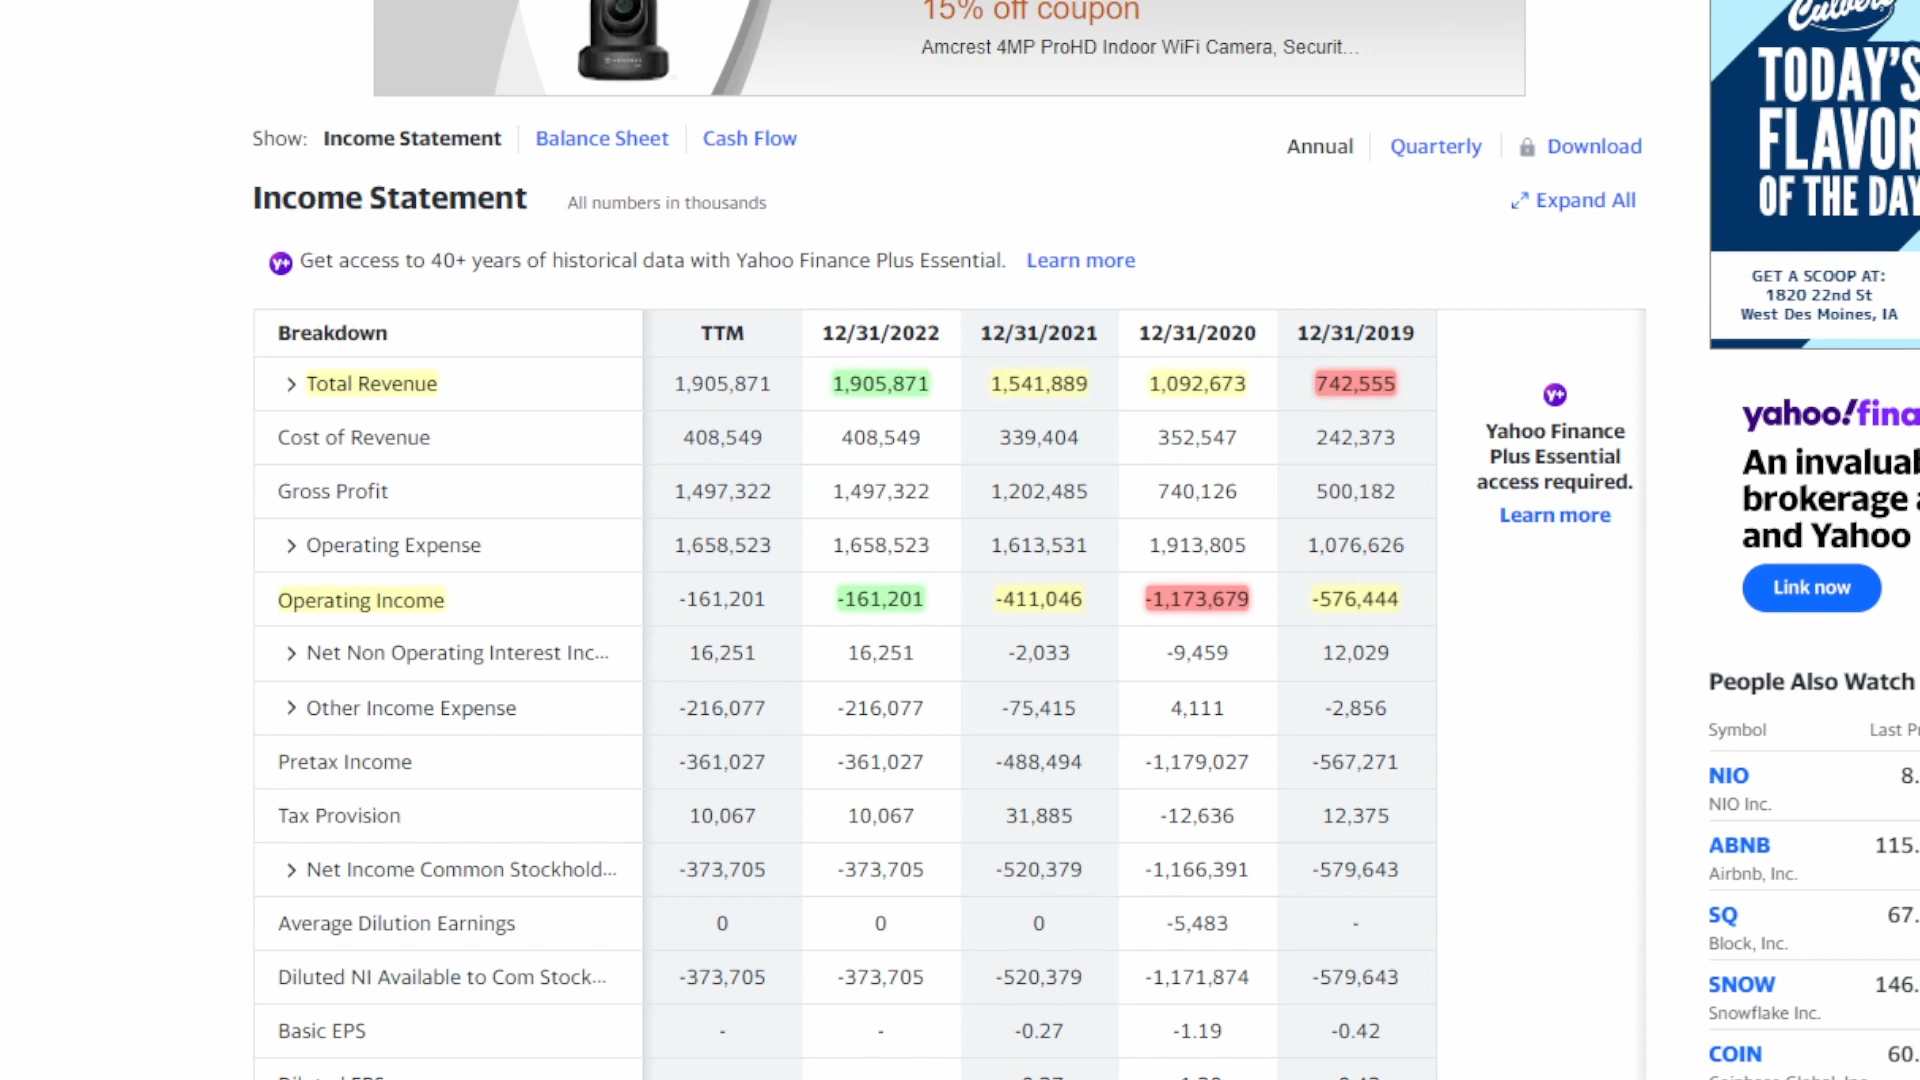 15% off coupon
Amcrest 4MP ProHD Indoor WiFi Camera, Securit...
Culver's
TODAY'S
FLAVOR
OF THE DAY
GET A SCOOP AT:
1820 22nd St
West Des Moines, IA
Show: Income Statement Balance Sheet Cash Flow
Annual Quarterly Download
Income Statement All numbers in thousands
Expand All
y+ Get access to 40+ years of historical data with Yahoo Finance Plus Essential. Learn more
Breakdown TTM 12/31/2022 12/31/2021 12/31/2020 12/31/2019
Total Revenue 1,905,871 1,905,871 1,541,889 1,092,673 742,555
Cost of Revenue 408,549 408,549 339,404 352,547 242,373
Gross Profit 1,497,322 1,497,322 1,202,485 740,126 500,182
Operating Expense 1,658,523 1,658,523 1,613,531 1,913,805 1,076,626
Operating Income -161,201 -161,201 -411,046 -1,173,679 -576,444
Net Non Operating Interest Inc... 16,251 16,251 -2,033 -9,459 12,029
Other Income Expense -216,077 -216,077 -75,415 4,111 -2,856
Pretax Income -361,027 -361,027 -488,494 -1,179,027 -567,271
Tax Provision 10,067 10,067 31,885 -12,636 12,375
Net Income Common Stockhold... -373,705 -373,705 -520,379 -1,166,391 -579,643
Average Dilution Earnings 0 0 0 -5,483 -
Diluted NI Available to Com Stock... -373,705 -373,705 -520,379 -1,171,874 -579,643
Basic EPS - - -0.27 -1.19 -0.42
y+
Yahoo Finance
Plus Essential
access required.
Learn more
yahoo!fina
An invaluab
brokerage a
and Yahoo
Link now
People Also Watch
Symbol Last Pr
NIO 8.
NIO Inc.
ABNB 115.
Airbnb, Inc.
SQ 67.
Block, Inc.
SNOW 146.
Snowflake Inc.
COIN 60.